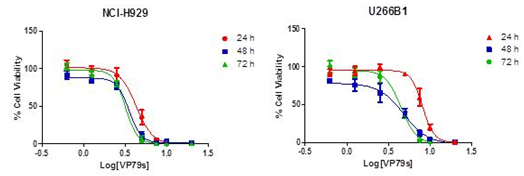 NCI-H929
150
100
50
0
% Cell Viability
-0.5
0.0
0.5
1.0
1.5
Log[VP79s]
24 h
48 h
72 h
U266B1
150
100
50
0
% Cell Viability
-0.5
0.0
0.5
1.0
1.5
Log[VP79s]
24 h
48 h
72 h